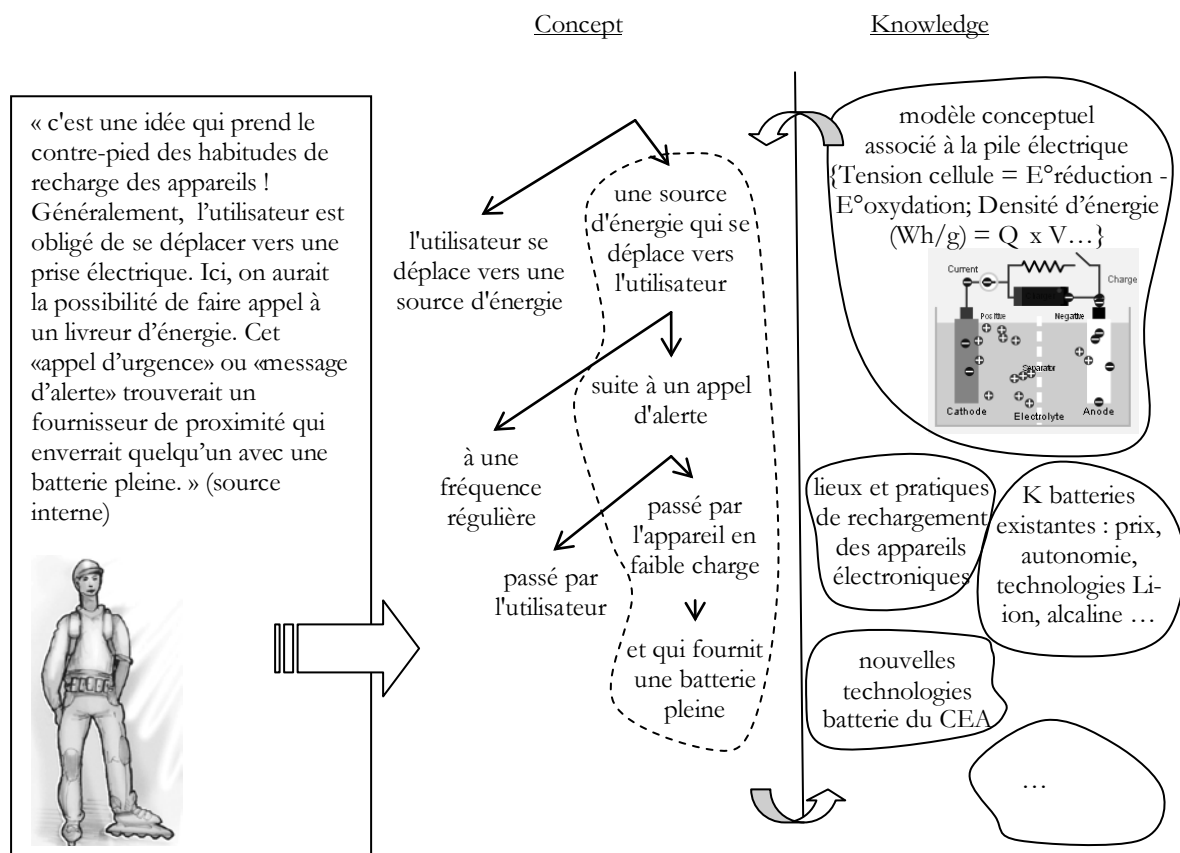 Concept
Knowledge
« c'est une idée qui prend le
contre-pied des habitudes de
recharge des appareils !
Généralement, l'utilisateur est
obligé de se déplacer vers une
prise électrique. Ici, on aurait
la possibilité de faire appel à
un livreur d'énergie. Cet
«appel d'urgence» ou «message
d'alerte» trouverait un
fournisseur de proximité qui
enverrait quelqu'un avec une
batterie pleine. » (source
interne)
une source
d'énergie qui se
déplace vers
l'utilisateur
l'utilisateur se
déplace vers une
source d'énergie
suite à un appel
d'alerte
à une
fréquence
régulière
passé par
l'appareil en
faible charge
passé par
l'utilisateur
et qui fournit
une batterie
pleine
modèle conceptuel
associé à la pile électrique
{Tension cellule = E°réduction -
E°oxydation; Densité d'énergie
(Wh/g) = Q x V…}
Current
Charge
Positive
Negative
Separator
Cathode
Electrolyte
Anode
lieux et pratiques
de rechargement
des appareils
électroniques
K batteries
existantes : prix,
autonomie,
technologies Li-
ion, alcaline …
nouvelles
technologies
batterie du CEA
…